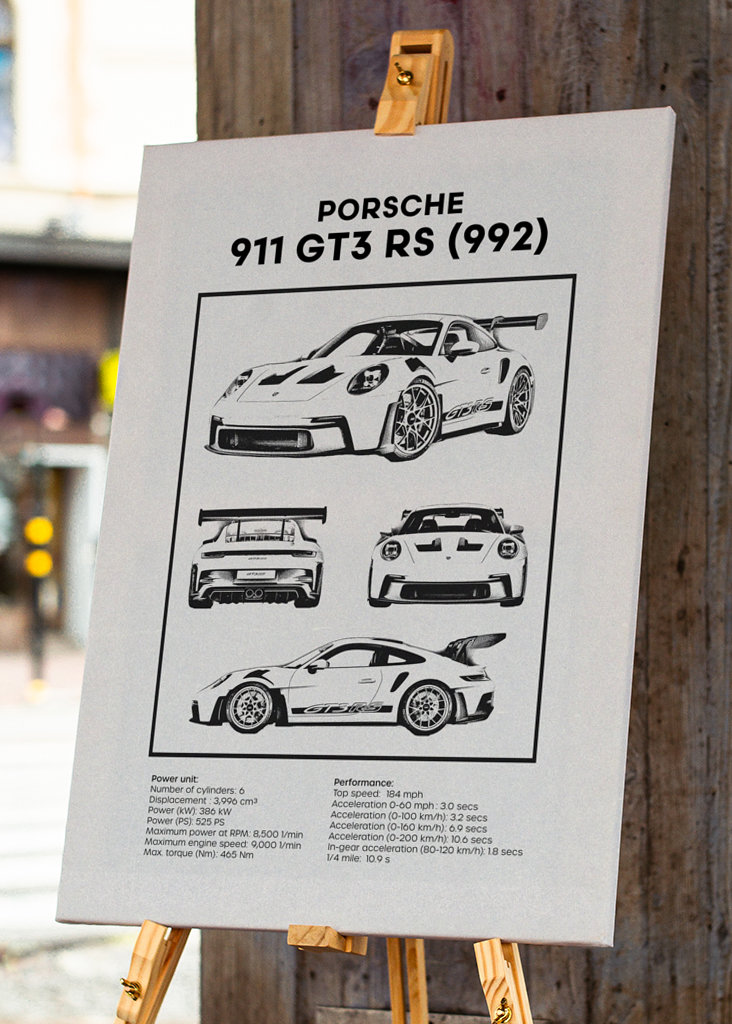 PORSCHE
911 GT3 RS (992)
GT3 RS
GT3 RS
Power unit:
Number of cylinders: 6
Displacement : 3,996 cm³
Power (kW): 386 kW
Power (PS): 525 PS
Maximum power at RPM: 8,500 1/min
Maximum engine speed: 9,000 1/min
Max. torque (Nm): 465 Nm
Performance:
Top speed: 184 mph
Acceleration 0-60 mph : 3.0 secs
Acceleration (0-100 km/h): 3.2 secs
Acceleration (0-160 km/h): 6.9 secs
Acceleration (0-200 km/h): 10.6 secs
In-gear acceleration (80-120 km/h): 1.8 secs
1/4 mile: 10.9 s